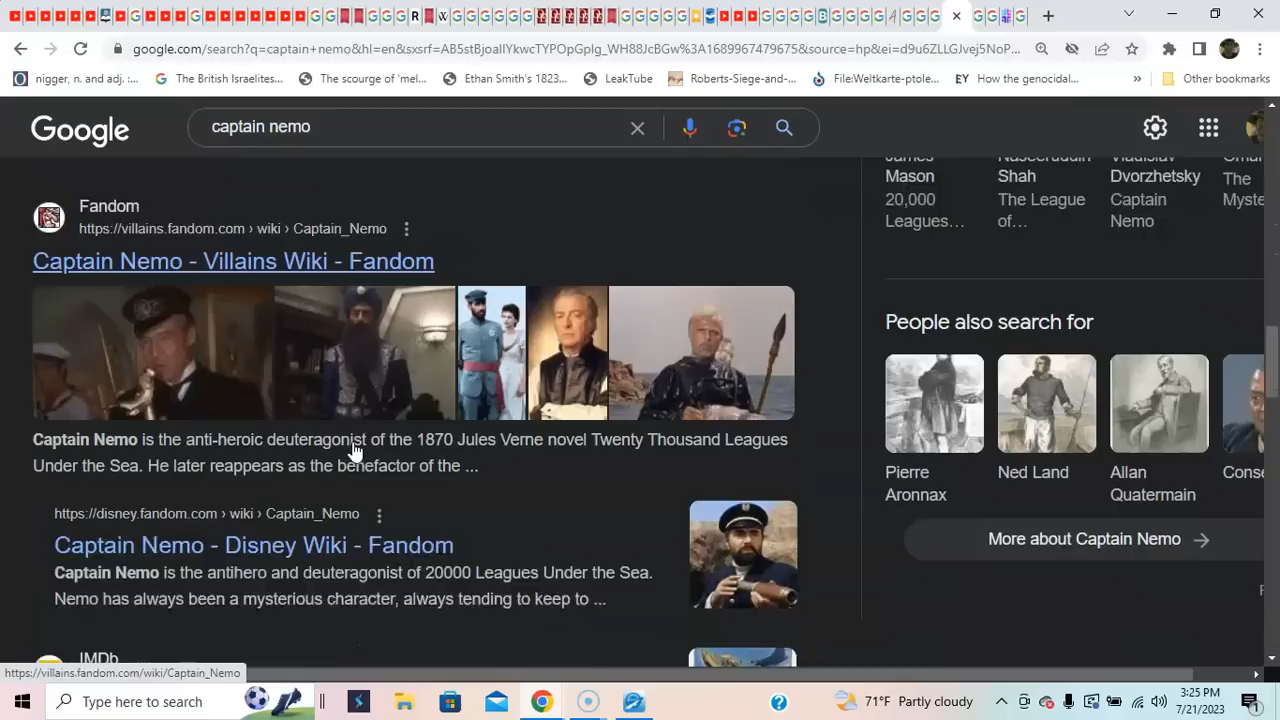 google.com/search?q=captain+nemo&hl=en&sxsrf=AB5stBjoallYkwcTYPOpGplg_WH88JcBGw%3A1689967479675&source=hp&ei=d9u6ZLLGJvej5NoP...
nigger, n. and adj. :...
The British Israelites...
The scourge of 'mel...
Ethan Smith's 1823...
LeakTube
Roberts-Siege-and-...
File:Weltkarte-ptole...
EY How the genocidal...
»
Other bookmarks
Google
captain nemo
Fandom
https://villains.fandom.com › wiki › Captain_Nemo
Captain Nemo - Villains Wiki - Fandom
Captain Nemo is the anti-heroic deuteragonist of the 1870 Jules Verne novel Twenty Thousand Leagues
Under the Sea. He later reappears as the benefactor of the ...
https://disney.fandom.com › wiki › Captain_Nemo
Captain Nemo - Disney Wiki - Fandom
Captain Nemo is the antihero and deuteragonist of 20000 Leagues Under the Sea.
Nemo has always been a mysterious character, always tending to keep to ...
IMDb
James
Mason
20,000
Leagues...
Naseeruddin
Shah
The League
of...
Vladislav
Dvorzhetsky
Captain
Nemo
The
Myste
People also search for
Pierre
Aronnax
Ned Land
Allan
Quatermain
Conse
More about Captain Nemo →
https://villains.fandom.com/wiki/Captain_Nemo
Type here to search
71°F Partly cloudy
3:25 PM
7/21/2023